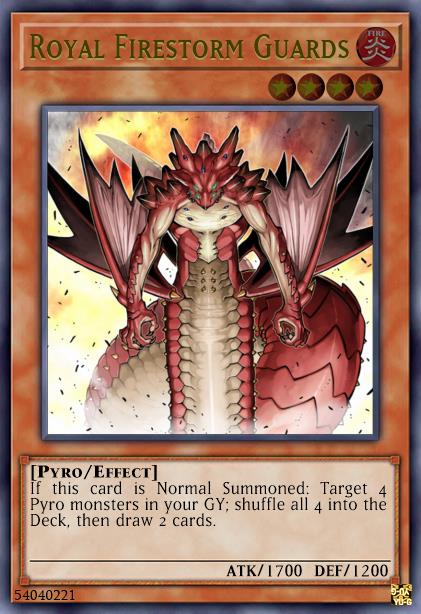 ROYAL FIRESTORM GUARDS
FIRE
炎
[PYRO/EFFECT]
If this card is Normal Summoned: Target 4
Pyro monsters in your GY; shuffle all 4 into the
Deck, then draw 2 cards.
ATK/1700 DEF/1200
54040221